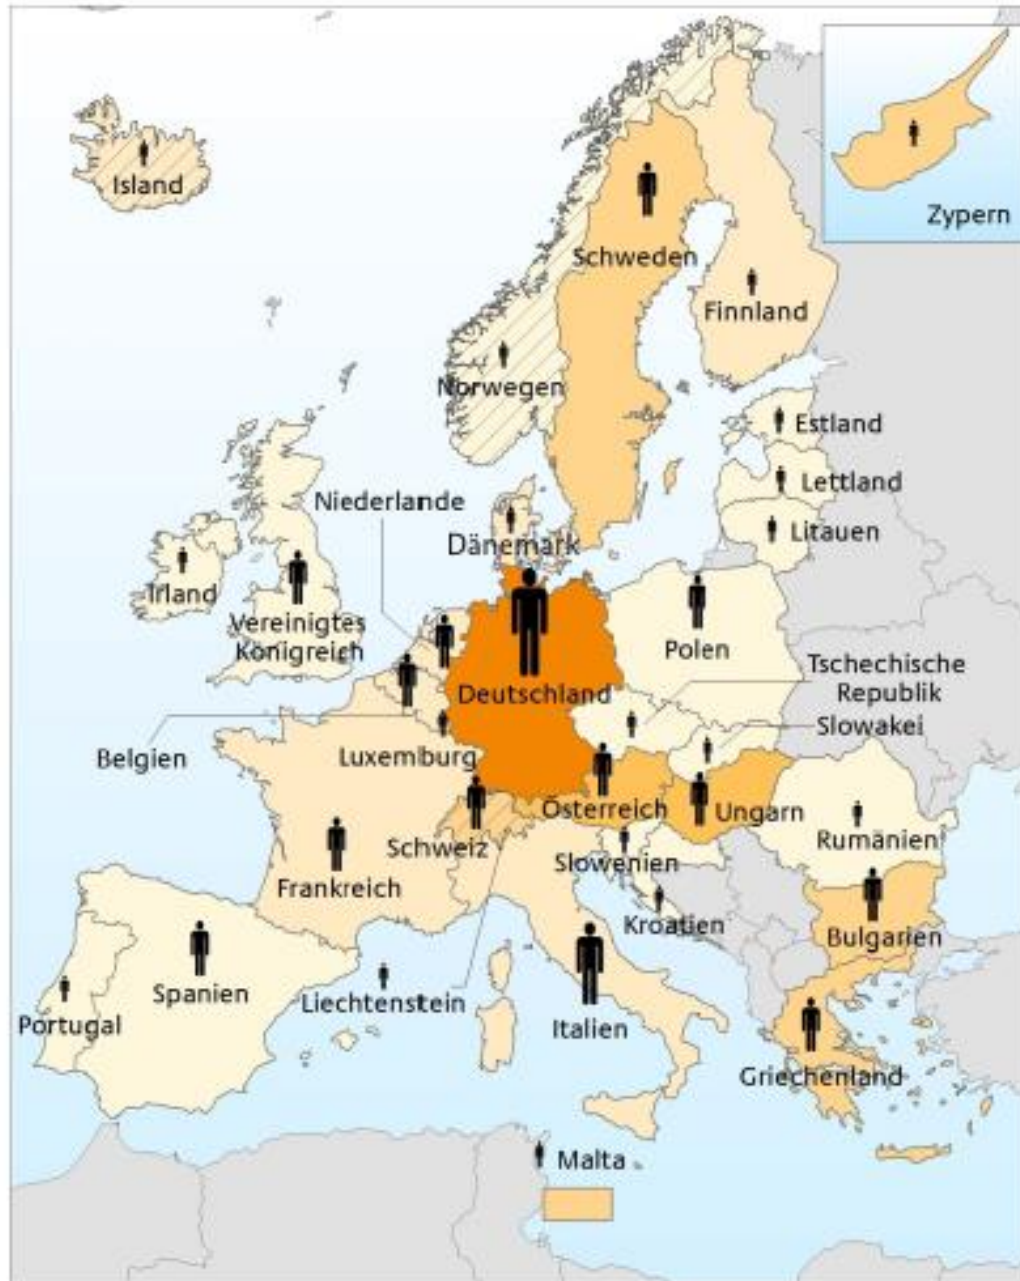 Island
Zypern
Schweden
Finnland
Norwegen
Estland
Lettland
Litauen
Niederlande
Dänemark
Irland
Vereinigtes
Königreich
Polen
Deutschland
Tschechische
Republik
Slowakei
Belgien
Luxemburg
Österreich
Ungarn
Rumänien
Schweiz
Slowenien
Frankreich
Kroatien
Bulgarien
Spanien
Liechtenstein
Portugal
Italien
Griechenland
Malta